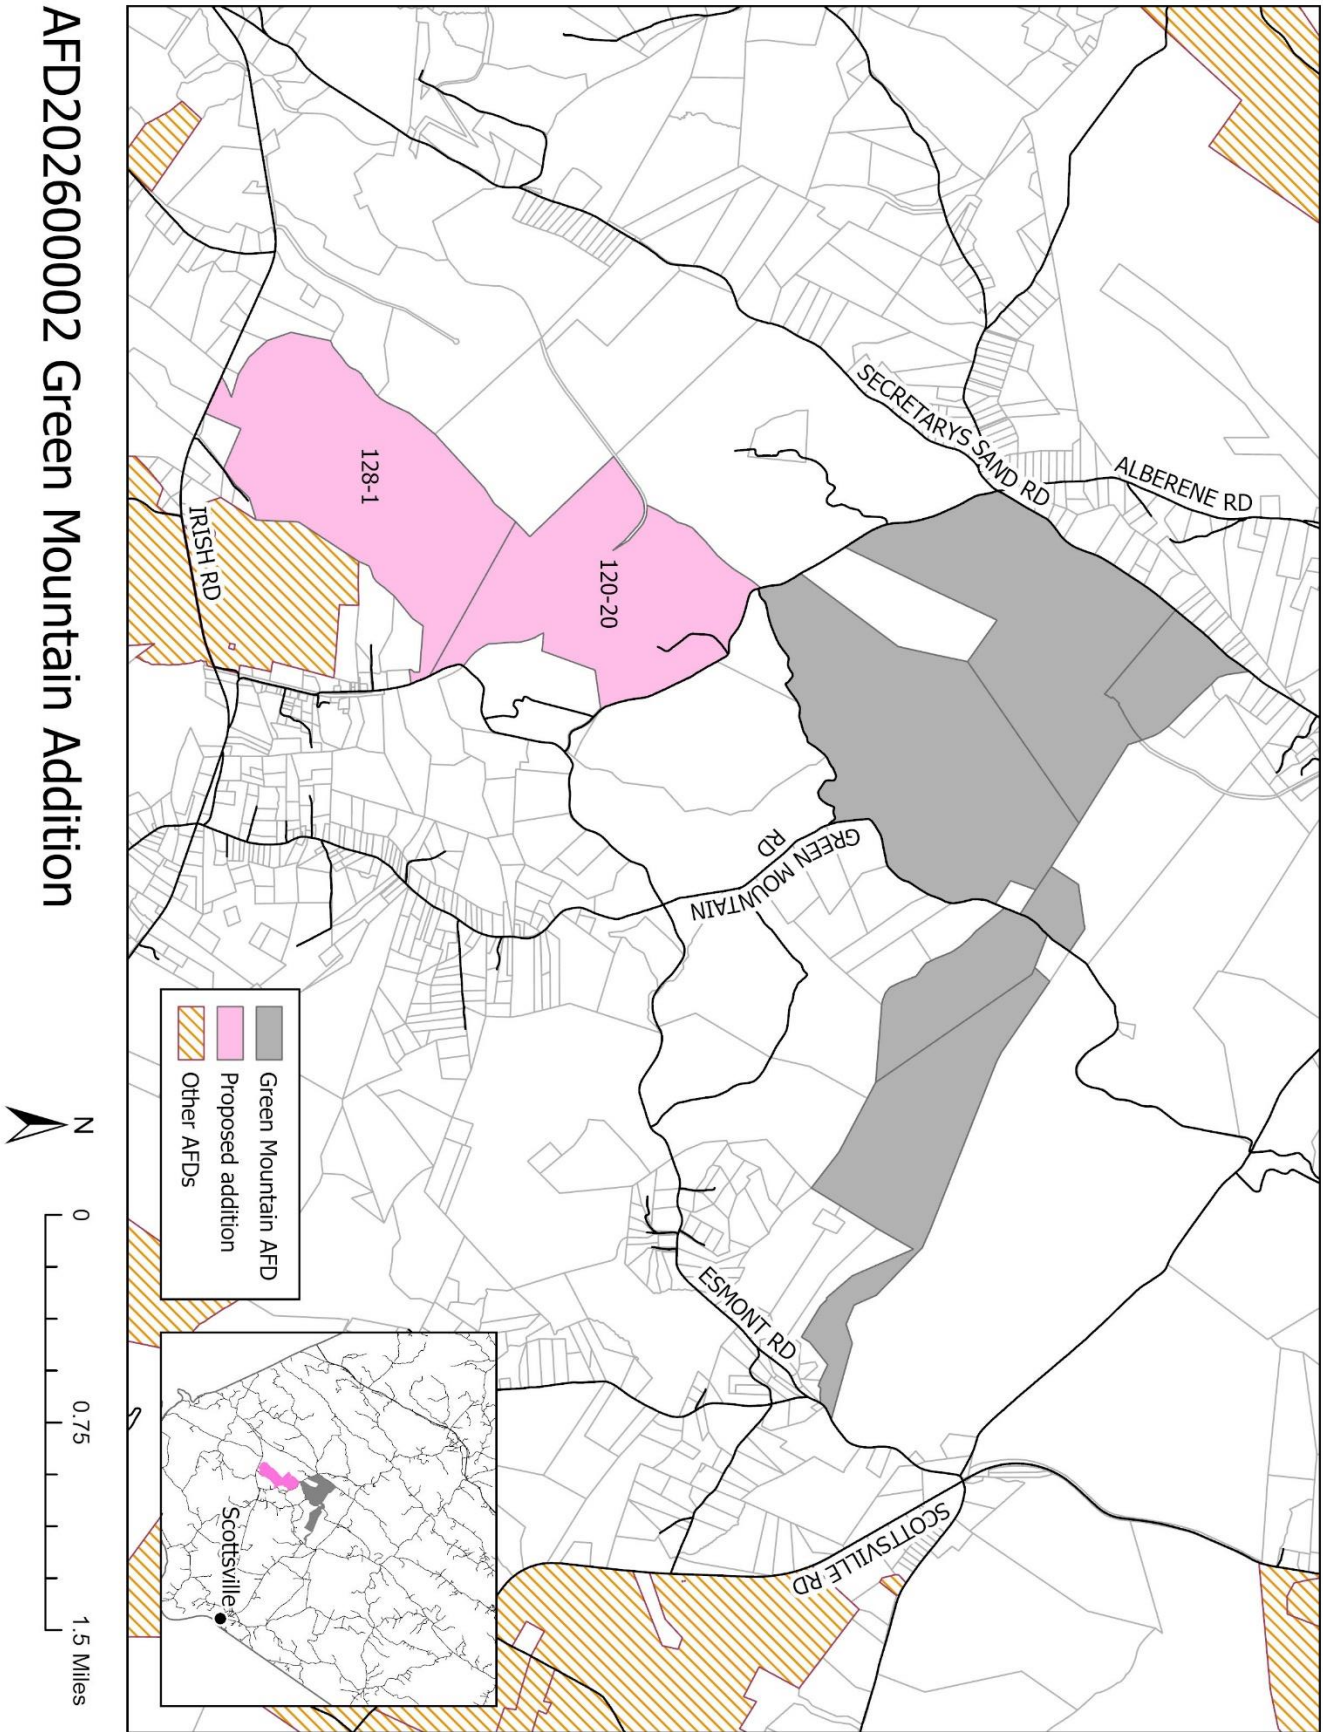 SECRETARYS SAND RD
ALBERENE RD
128-1
120-20
IRISH RD
GREEN MOUNTAIN
RD
ESMONT RD
SCOTTSVILLE RD
Green Mountain AFD
Proposed addition
Other AFDs
Scottsville
AFD202600002 Green Mountain Addition
N
0
0.75
1.5 Miles